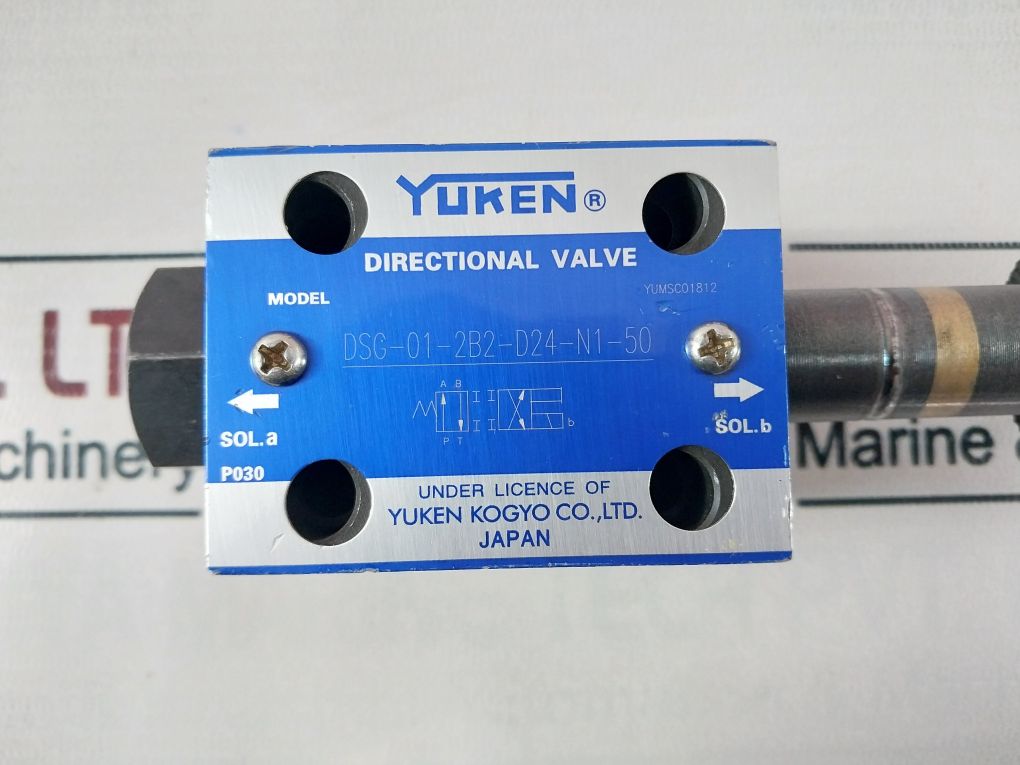 YUKEN®
DIRECTIONAL VALVE
MODEL
YUMSC01812
DSG-01-2B2-D24-N1-50
A B
P T
b
SOL.a
SOL.b
P030
UNDER LICENCE OF
YUKEN KOGYO CO.,LTD.
JAPAN
LT
chinery
Marine